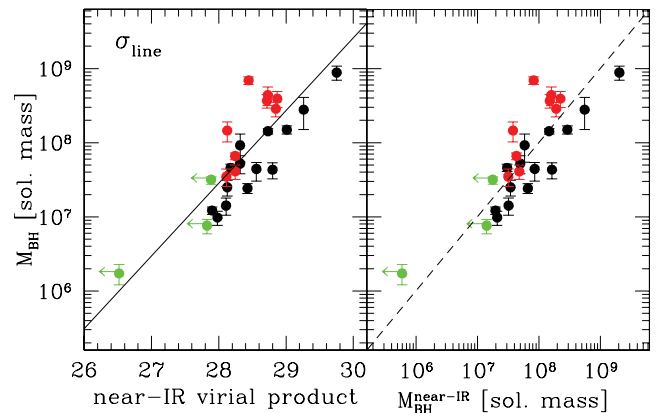 σline
M_BH [sol. mass]
10^9
10^8
10^7
10^6
26 27 28 29 30
near-IR virial product
10^6 10^7 10^8 10^9
M_BH^near-IR [sol. mass]